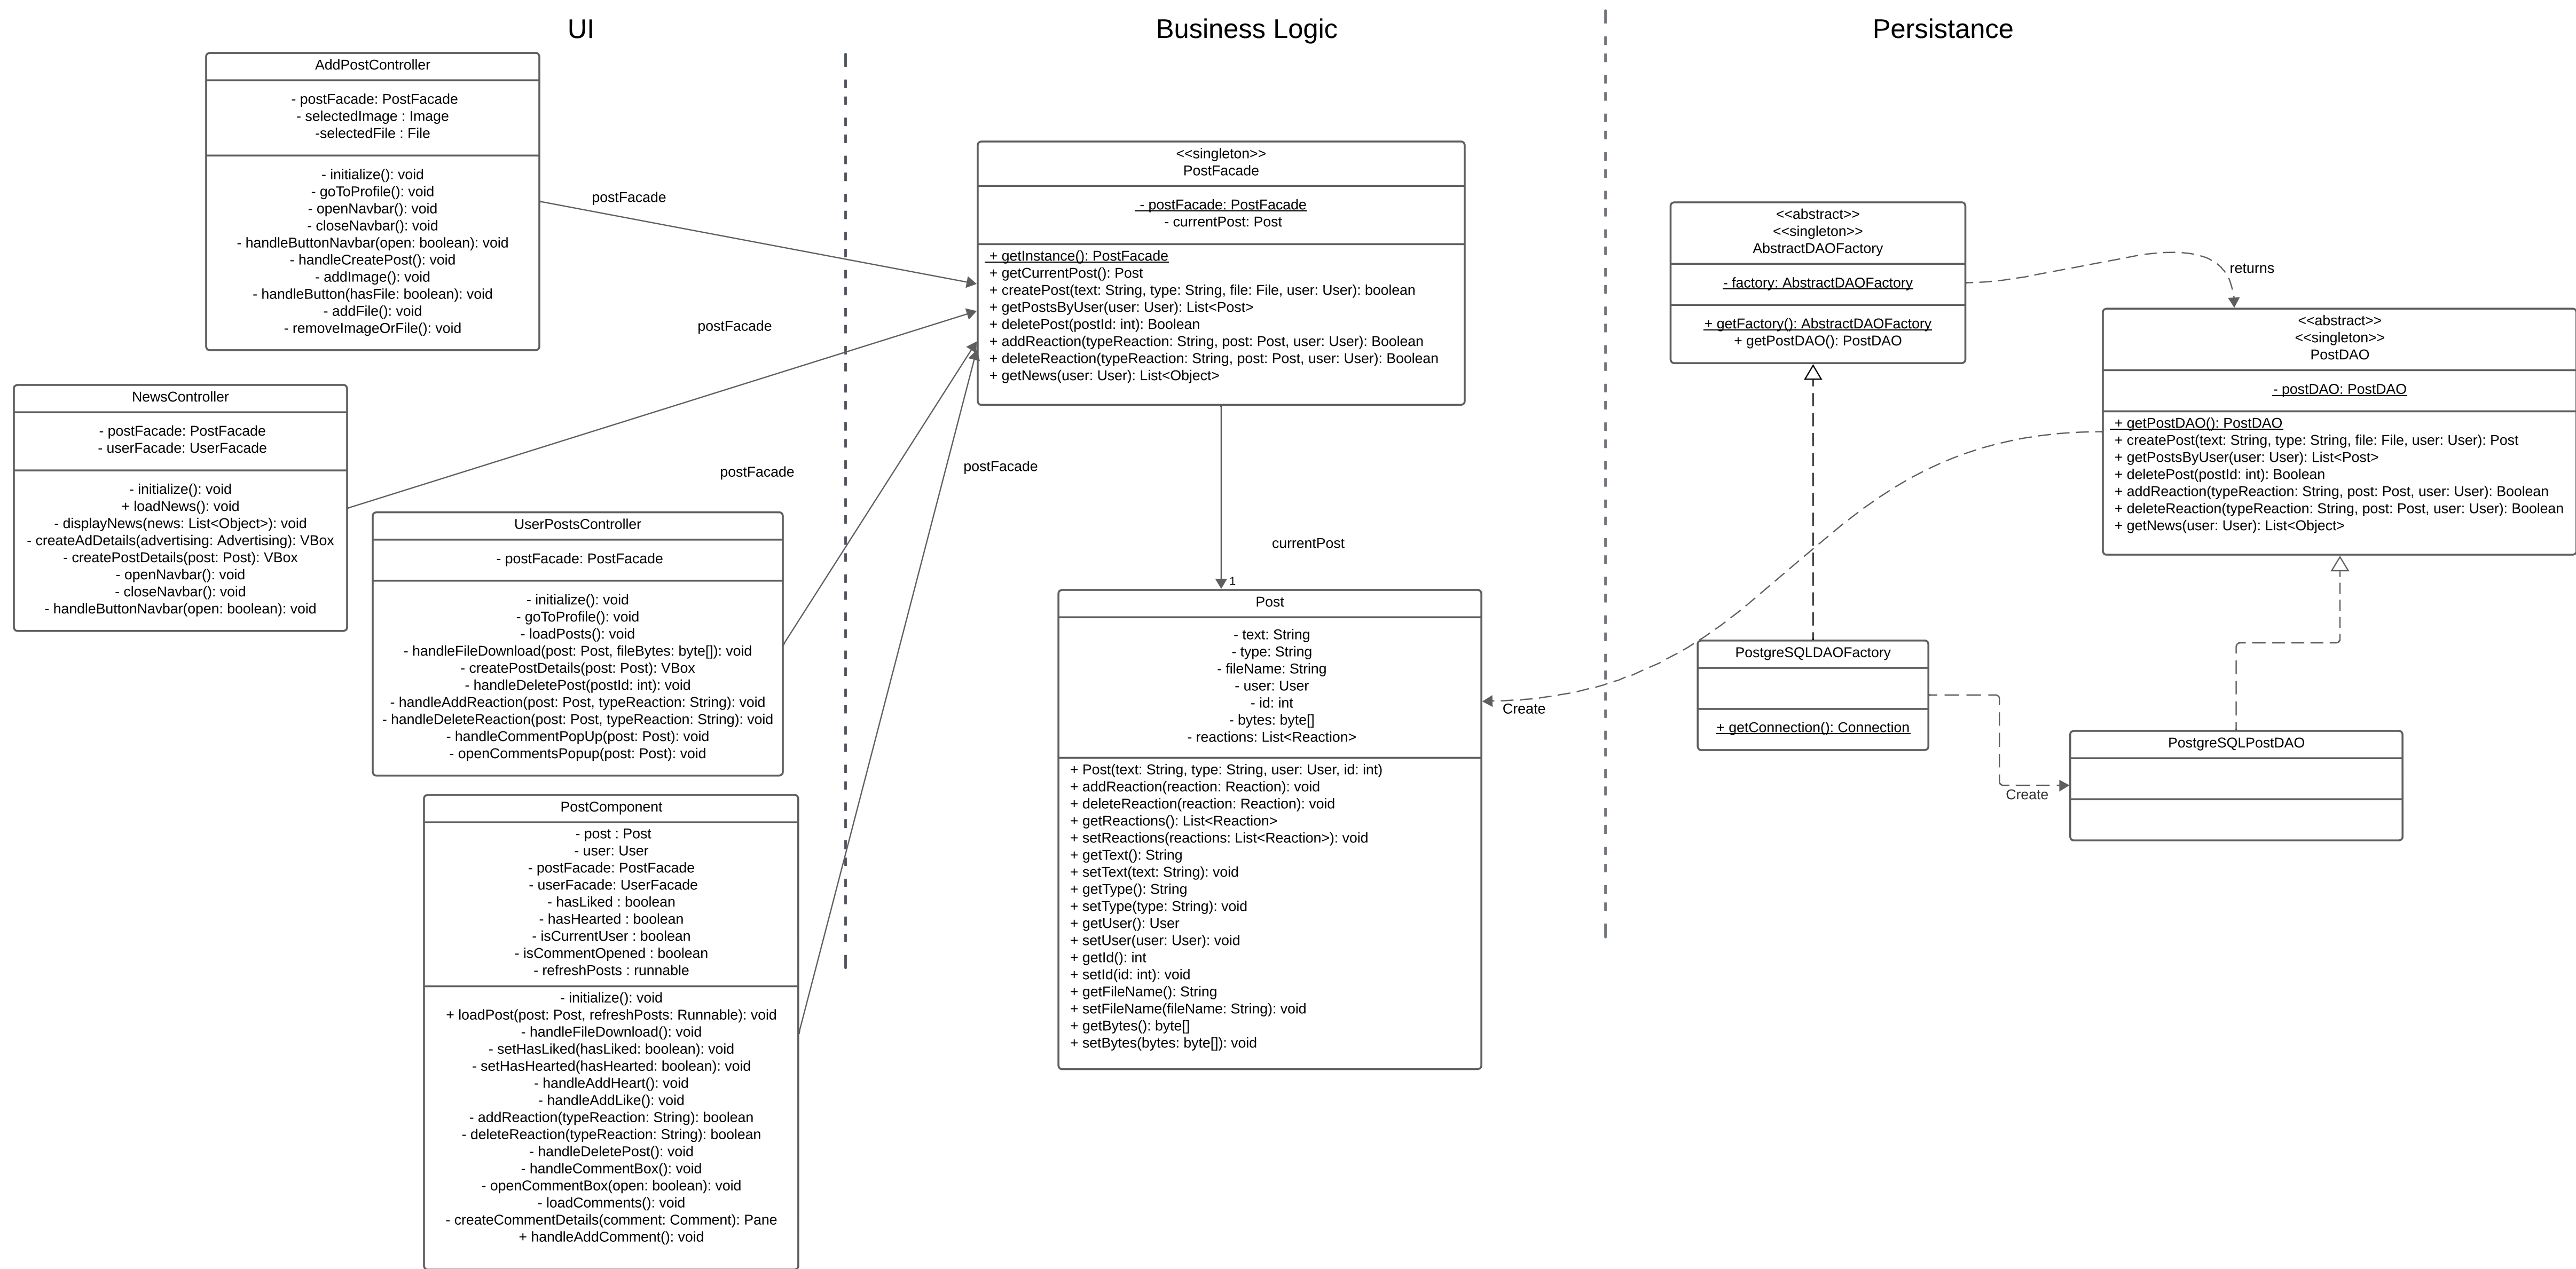 UI
Business Logic
Persistance
AddPostController
- postFacade: PostFacade
- selectedImage : Image
-selectedFile : File
- initialize(): void
- goToProfile(): void
- openNavbar(): void
- closeNavbar(): void
- handleButtonNavbar(open: boolean): void
- handleCreatePost(): void
- addImage(): void
- handleButton(hasFile: boolean): void
- addFile(): void
- removeImageOrFile(): void
postFacade
NewsController
- postFacade: PostFacade
- userFacade: UserFacade
- initialize(): void
+ loadNews(): void
- displayNews(news: List<Object>): void
- createAdDetails(advertising: Advertising): VBox
- createPostDetails(post: Post): VBox
- openNavbar(): void
- closeNavbar(): void
- handleButtonNavbar(open: boolean): void
postFacade
UserPostsController
- postFacade: PostFacade
- initialize(): void
- goToProfile(): void
- loadPosts(): void
- handleFileDownload(post: Post, fileBytes: byte[]): void
- createPostDetails(post: Post): VBox
- handleDeletePost(postId: int): void
- handleAddReaction(post: Post, typeReaction: String): void
- handleDeleteReaction(post: Post, typeReaction: String): void
- handleCommentPopUp(post: Post): void
- openCommentsPopup(post: Post): void
postFacade
PostComponent
- post : Post
- user: User
- postFacade: PostFacade
- userFacade: UserFacade
- hasLiked : boolean
- hasHearted : boolean
- isCurrentUser : boolean
- isCommentOpened : boolean
- refreshPosts : runnable
- initialize(): void
+ loadPost(post: Post, refreshPosts: Runnable): void
- handleFileDownload(): void
- setHasLiked(hasLiked: boolean): void
- setHasHearted(hasHearted: boolean): void
- handleAddHeart(): void
- handleAddLike(): void
- addReaction(typeReaction: String): boolean
- deleteReaction(typeReaction: String): boolean
- handleDeletePost(): void
- handleCommentBox(): void
- openCommentBox(open: boolean): void
- loadComments(): void
- createCommentDetails(comment: Comment): Pane
+ handleAddComment(): void
postFacade
<<singleton>>
PostFacade
- postFacade: PostFacade
- currentPost: Post
+ getInstance(): PostFacade
+ getCurrentPost: Post
+ createPost(text: String, type: String, file: File, user: User): boolean
+ getPostsByUser(user: User): List<Post>
+ deletePost(postId: int): Boolean
+ addReaction(typeReaction: String, post: Post, user: User): Boolean
+ deleteReaction(typeReaction: String, post: Post, user: User): Boolean
+ getNews(user: User): List<Object>
currentPost
1
Post
- text: String
- type: String
- fileName: String
- user: User
- id: int
- bytes: byte[]
- reactions: List<Reaction>
+ Post(text: String, type: String, user: User, id: int)
+ addReaction(reaction: Reaction): void
+ deleteReaction(reaction: Reaction): void
+ getReactions(): List<Reaction>
+ setReactions(reactions: List<Reaction>): void
+ getText(): String
+ setText(text: String): void
+ getType(): String
+ setType(type: String): void
+ getUser(): User
+ setUser(user: User): void
+ getId(): int
+ setId(id: int): void
+ getFileName(): String
+ setFileName(fileName: String): void
+ getBytes(): byte[]
+ setBytes(bytes: byte[]): void
<<abstract>>
<<singleton>>
AbstractDAOFactory
- factory: AbstractDAOFactory
+ getFactory(): AbstractDAOFactory
+ getPostDAO(): PostDAO
returns
<<abstract>>
<<singleton>>
PostDAO
- postDAO: PostDAO
+ getPostDAO(): PostDAO
+ createPost(text: String, type: String, file: File, user: User): Post
+ getPostsByUser(user: User): List<Post>
+ deletePost(postId: int): Boolean
+ addReaction(typeReaction: String, post: Post, user: User): Boolean
+ deleteReaction(typeReaction: String, post: Post, user: User): Boolean
+ getNews(user: User): List<Object>
Create
PostgreSQLDAOFactory
+ getConnection(): Connection
Create
PostgreSQLPostDAO